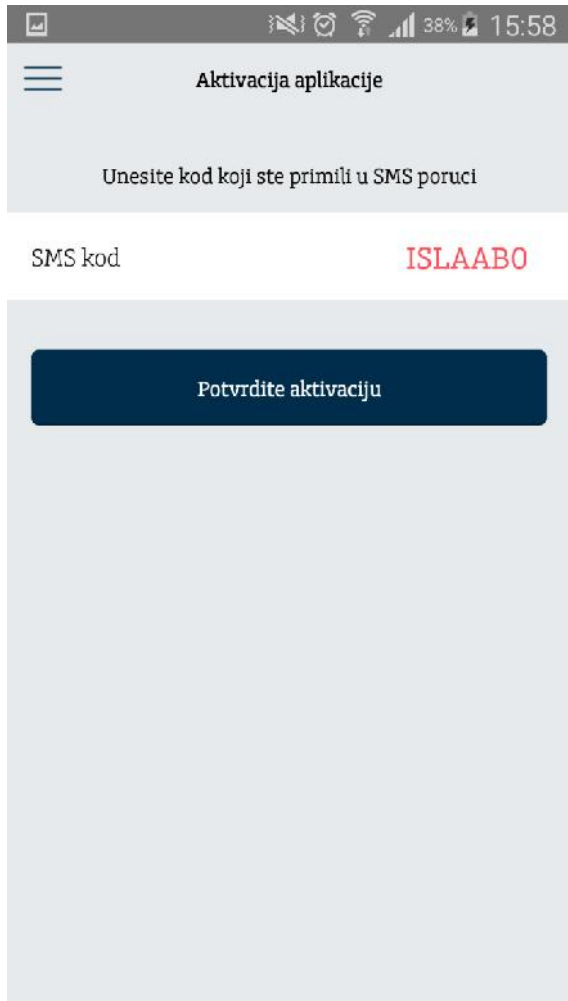 38% 15:58
Aktivacija aplikacije
Unesite kod koji ste primili u SMS poruci
SMS kod ISLAAB0
Potvrdite aktivaciju